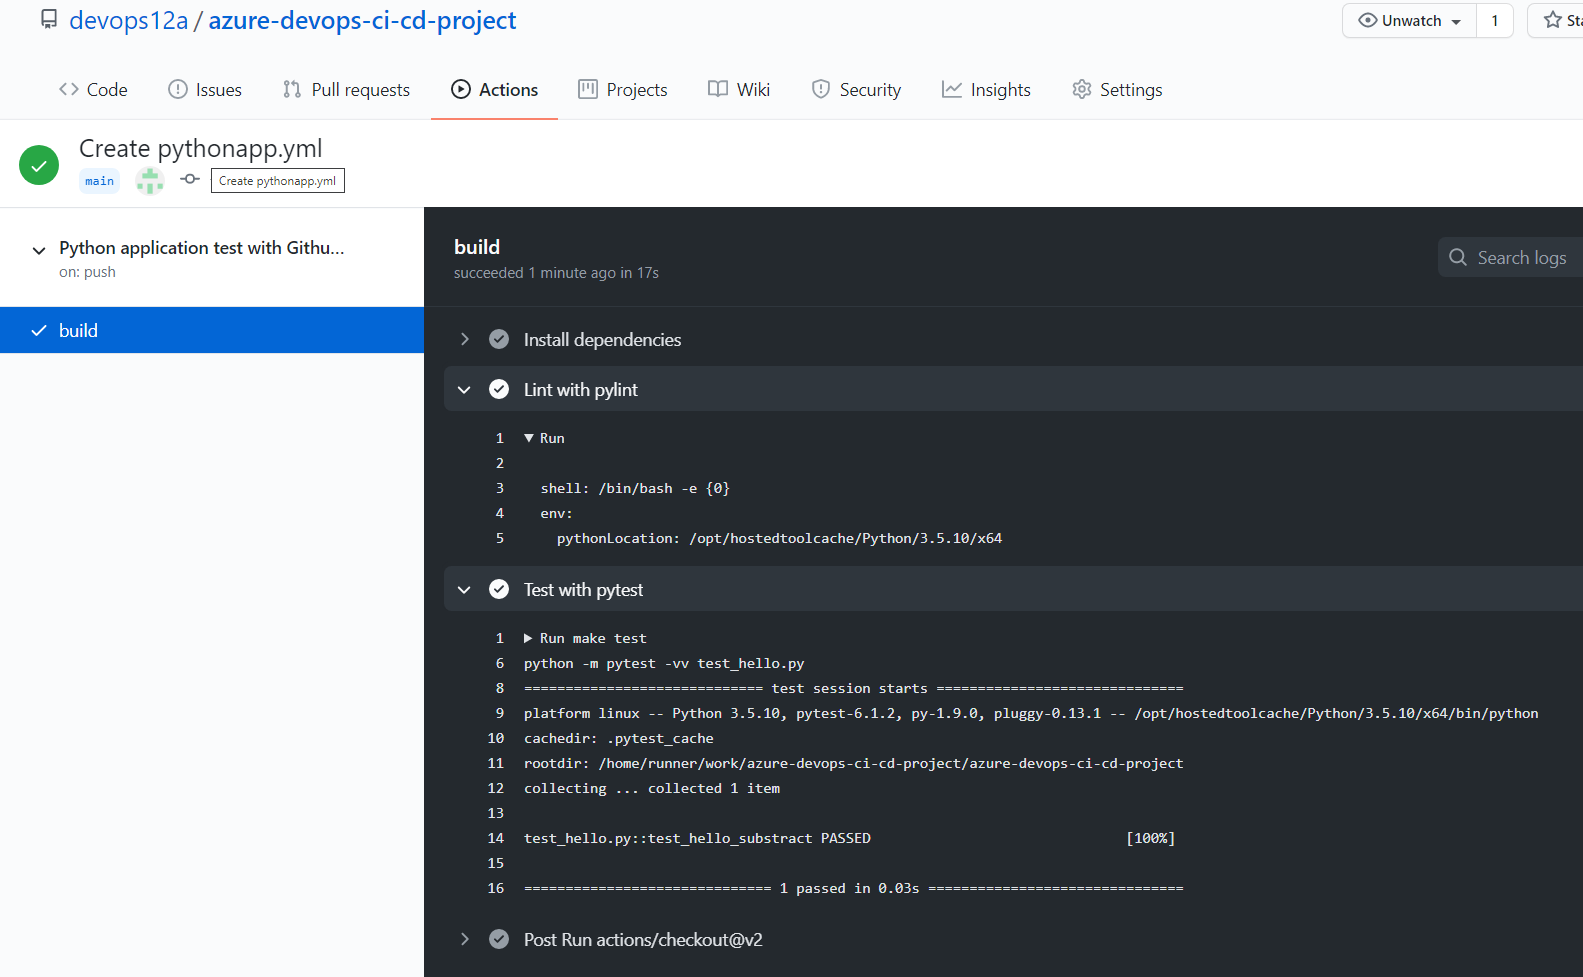 devops12a / azure-devops-ci-cd-project
Unwatch 1
Code Issues Pull requests Actions Projects Wiki Security Insights Settings
Create pythonapp.yml
main Create pythonapp.yml
Python application test with Githu...
on: push
build
build
succeeded 1 minute ago in 17s
Search logs
Install dependencies
Lint with pylint
1 ▼ Run
2
3 shell: /bin/bash -e {0}
4 env:
5 pythonLocation: /opt/hostedtoolcache/Python/3.5.10/x64
Test with pytest
1 ▶ Run make test
6 python -m pytest -vv test_hello.py
8 ============================= test session starts ==============================
9 platform linux -- Python 3.5.10, pytest-6.1.2, py-1.9.0, pluggy-0.13.1 -- /opt/hostedtoolcache/Python/3.5.10/x64/bin/python
10 cachedir: .pytest_cache
11 rootdir: /home/runner/work/azure-devops-ci-cd-project/azure-devops-ci-cd-project
12 collecting ... collected 1 item
13
14 test_hello.py::test_hello_substract PASSED [100%]
15
16 ============================== 1 passed in 0.03s ===============================
Post Run actions/checkout@v2